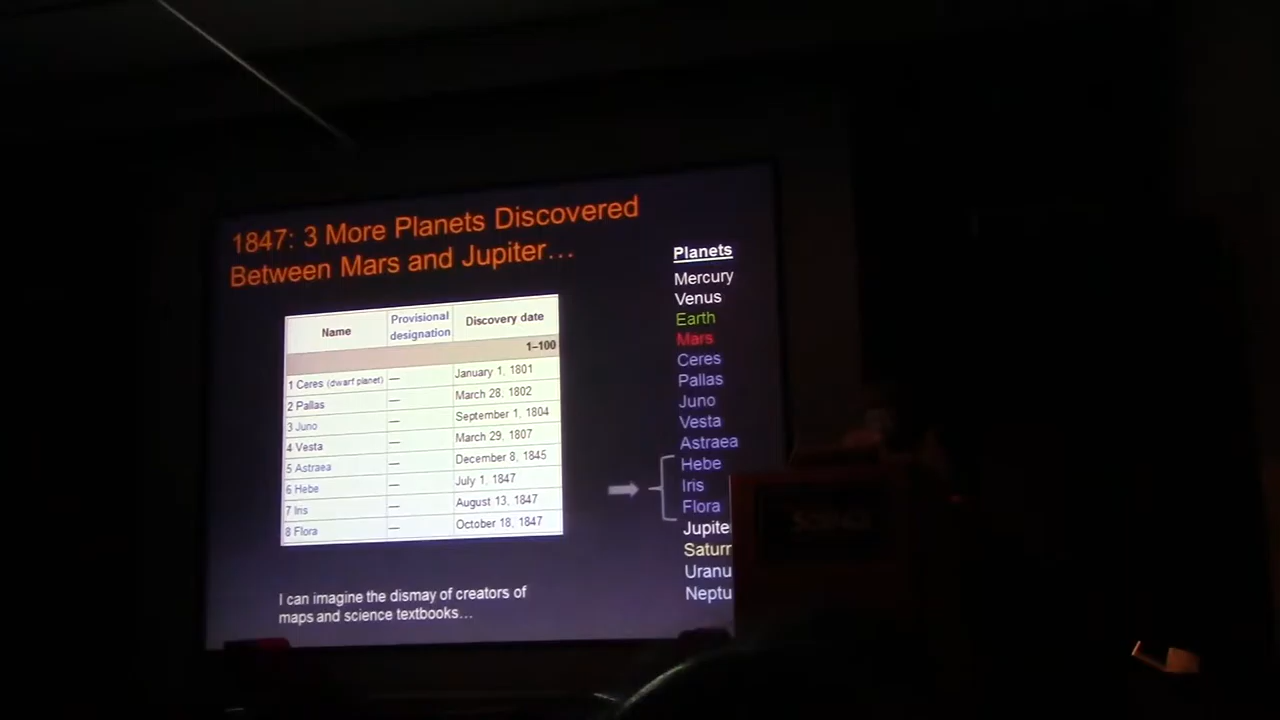 1847: 3 More Planets Discovered
Between Mars and Jupiter…
Name Provisional designation Discovery date
1–100
1 Ceres (dwarf planet) — January 1, 1801
2 Pallas — March 28, 1802
3 Juno — September 1, 1804
4 Vesta — March 29, 1807
5 Astraea — December 8, 1845
6 Hebe — July 1, 1847
7 Iris — August 13, 1847
8 Flora — October 18, 1847
I can imagine the dismay of creators of
maps and science textbooks…
Planets
Mercury
Venus
Earth
Mars
Ceres
Pallas
Juno
Vesta
Astraea
Hebe
Iris
Flora
Jupite
Satur
Uranu
Neptu